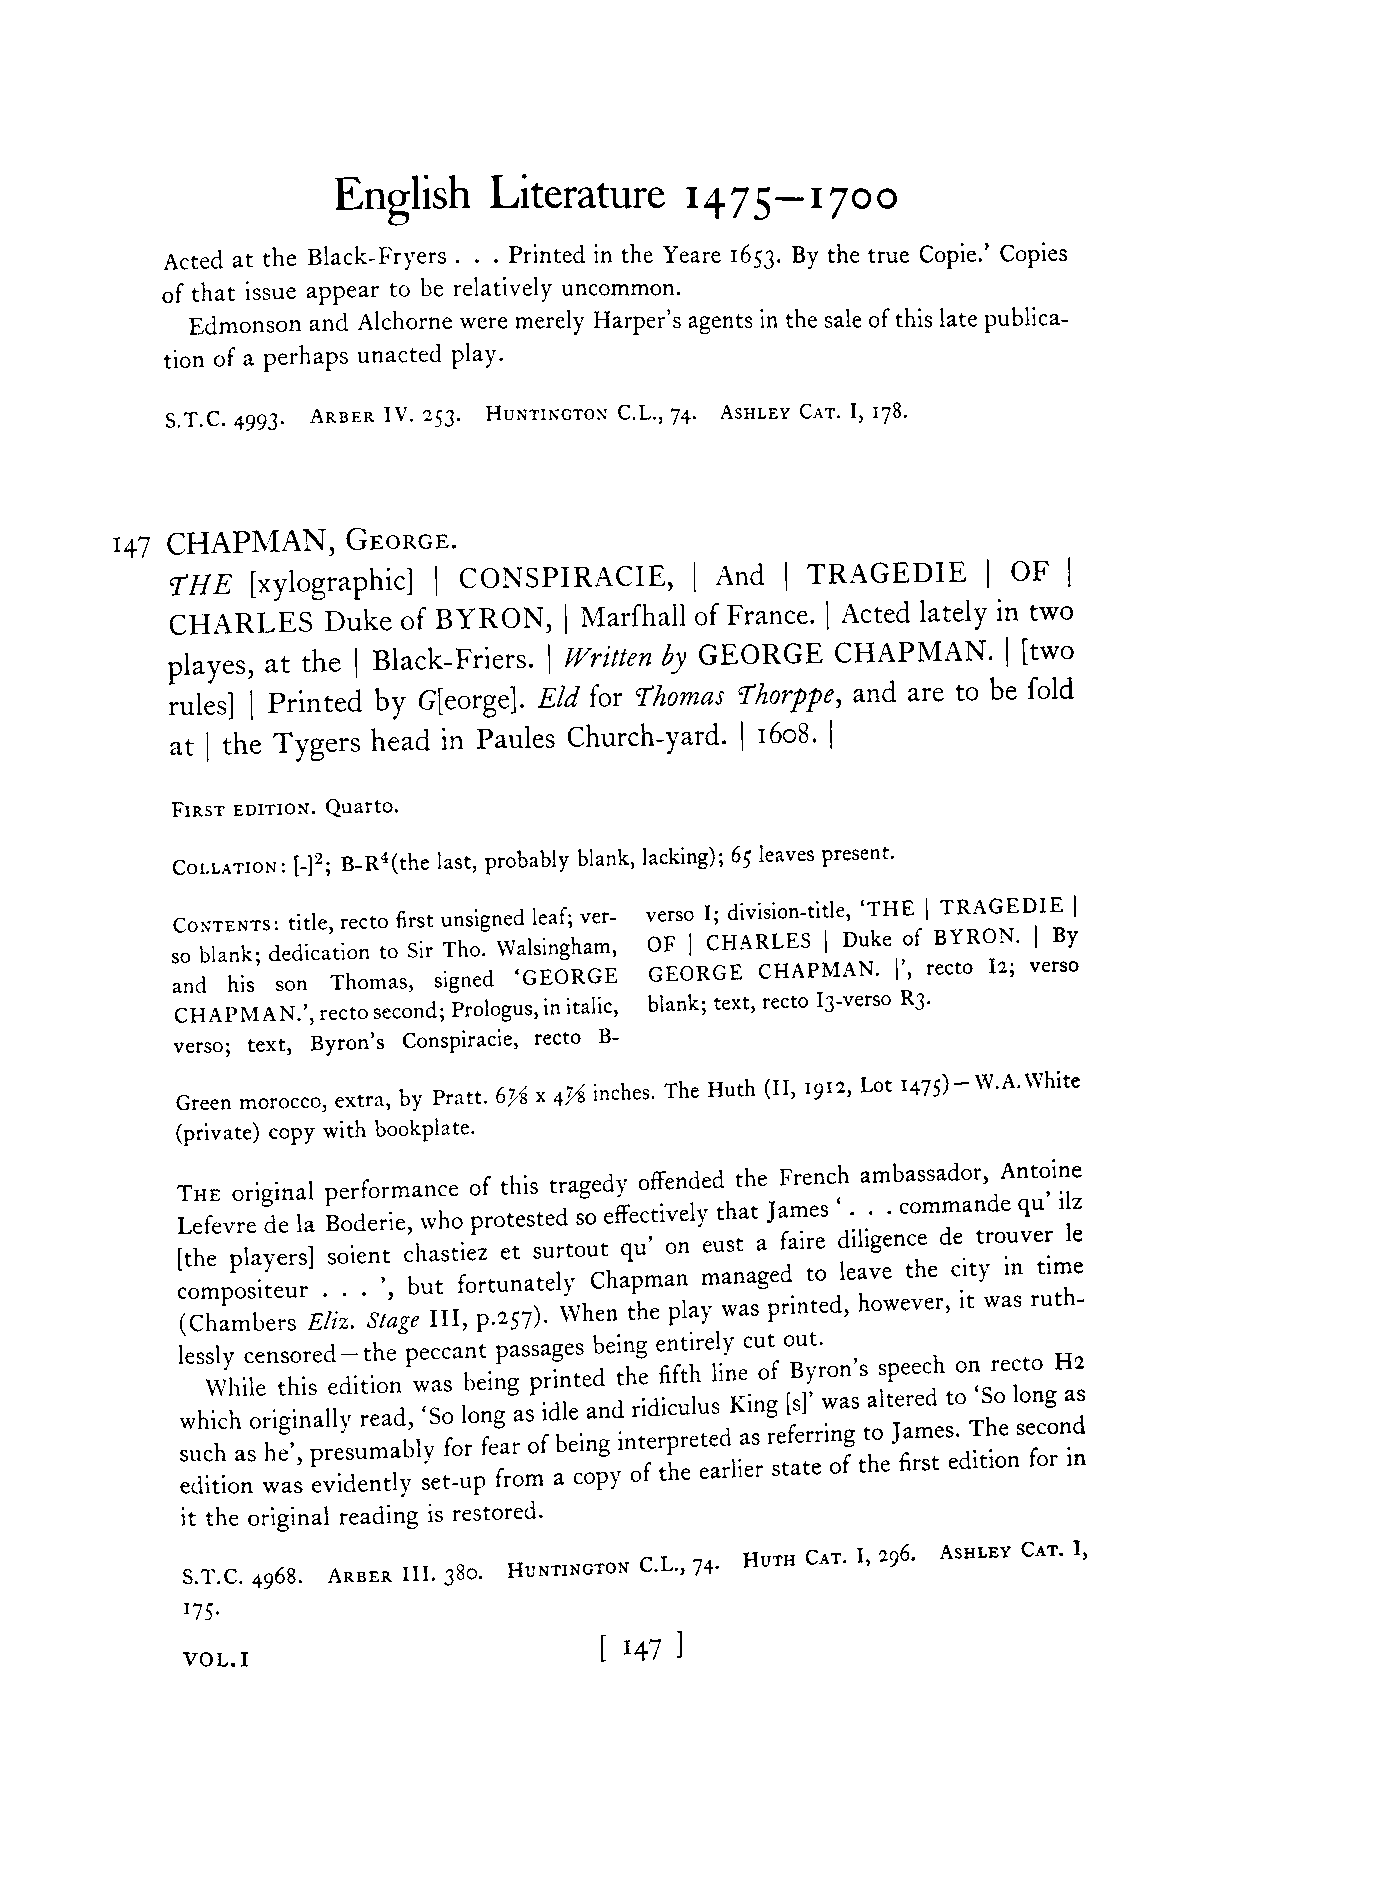 English Literature 1475–1700
Acted at the Black-Fryers . . . Printed in the Yeare 1653. By the true Copie.’ Copies
of that issue appear to be relatively uncommon.
Edmonson and Alchorne were merely Harper’s agents in the sale of this late publica-
tion of a perhaps unacted play.
S.T.C. 4993. ARBER IV. 253. HUNTINGTON C.L., 74. ASHLEY CAT. I, 178.
147 CHAPMAN, GEORGE.
THE [xylographic] | CONSPIRACIE, | And | TRAGEDIE | OF |
CHARLES Duke of BYRON, | Marſhall of France. | Acted lately in two
playes, at the | Black-Friers. | Written by GEORGE CHAPMAN. | [two
rules] | Printed by G[eorge]. Eld for Thomas Thorppe, and are to be ſold
at | the Tygers head in Paules Church-yard. | 1608. |
FIRST EDITION. Quarto.
COLLATION: [-]²; B-R⁴(the last, probably blank, lacking); 65 leaves present.
CONTENTS: title, recto first unsigned leaf; ver-
so blank; dedication to Sir Tho. Walsingham,
and his son Thomas, signed ‘GEORGE
CHAPMAN.’, recto second; Prologus, in italic,
verso; text, Byron’s Conspiracie, recto B-
verso I; division-title, ‘THE | TRAGEDIE |
OF | CHARLES | Duke of BYRON. | By
GEORGE CHAPMAN. |’, recto I2; verso
blank; text, recto I3-verso R3.
Green morocco, extra, by Pratt. 6⅞ x 4⅞ inches. The Huth (II, 1912, Lot 1475)—W.A.White
(private) copy with bookplate.
THE original performance of this tragedy offended the French ambassador, Antoine
Lefevre de la Boderie, who protested so effectively that James ‘ . . . commande qu’ ilz
[the players] soient chastiez et surtout qu’ on eust a faire diligence de trouver le
compositeur . . . ’, but fortunately Chapman managed to leave the city in time
(Chambers Eliz. Stage III, p.257). When the play was printed, however, it was ruth-
lessly censored—the peccant passages being entirely cut out.
While this edition was being printed the fifth line of Byron’s speech on recto H2
which originally read, ‘So long as idle and ridiculus King [s]’ was altered to ‘So long as
such as he’, presumably for fear of being interpreted as referring to James. The second
edition was evidently set-up from a copy of the earlier state of the first edition for in
it the original reading is restored.
S.T.C. 4968. ARBER III. 380. HUNTINGTON C.L., 74. HUTH CAT. I, 296. ASHLEY CAT. I,
175.
VOL.I [ 147 ]